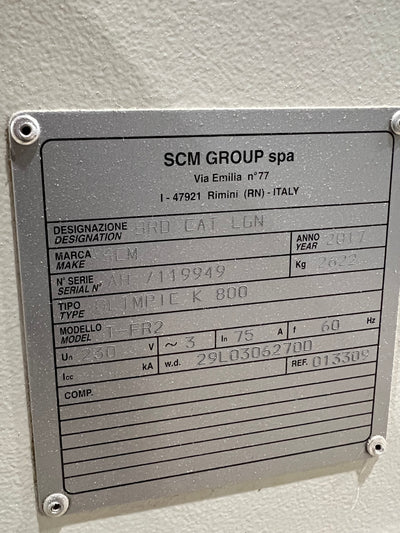 SCM GROUP spa
Via Emilia n°77
I - 47921 Rimini (RN) - ITALY
DESIGNAZIONE
DESIGNATION BRD CAT LGN
MARCA
MAKE SCM
ANNO
YEAR 2017
N° SERIE
SERIAL N° AH /7119949
Kg 2622
TIPO
TYPE OLIMPIC K 800
MODELLO
MODEL T-ER2
Un 230 V ~ 3 In 75 A f 60 Hz
Icc kA w.d. 29L0306270D REF. 013309
COMP.